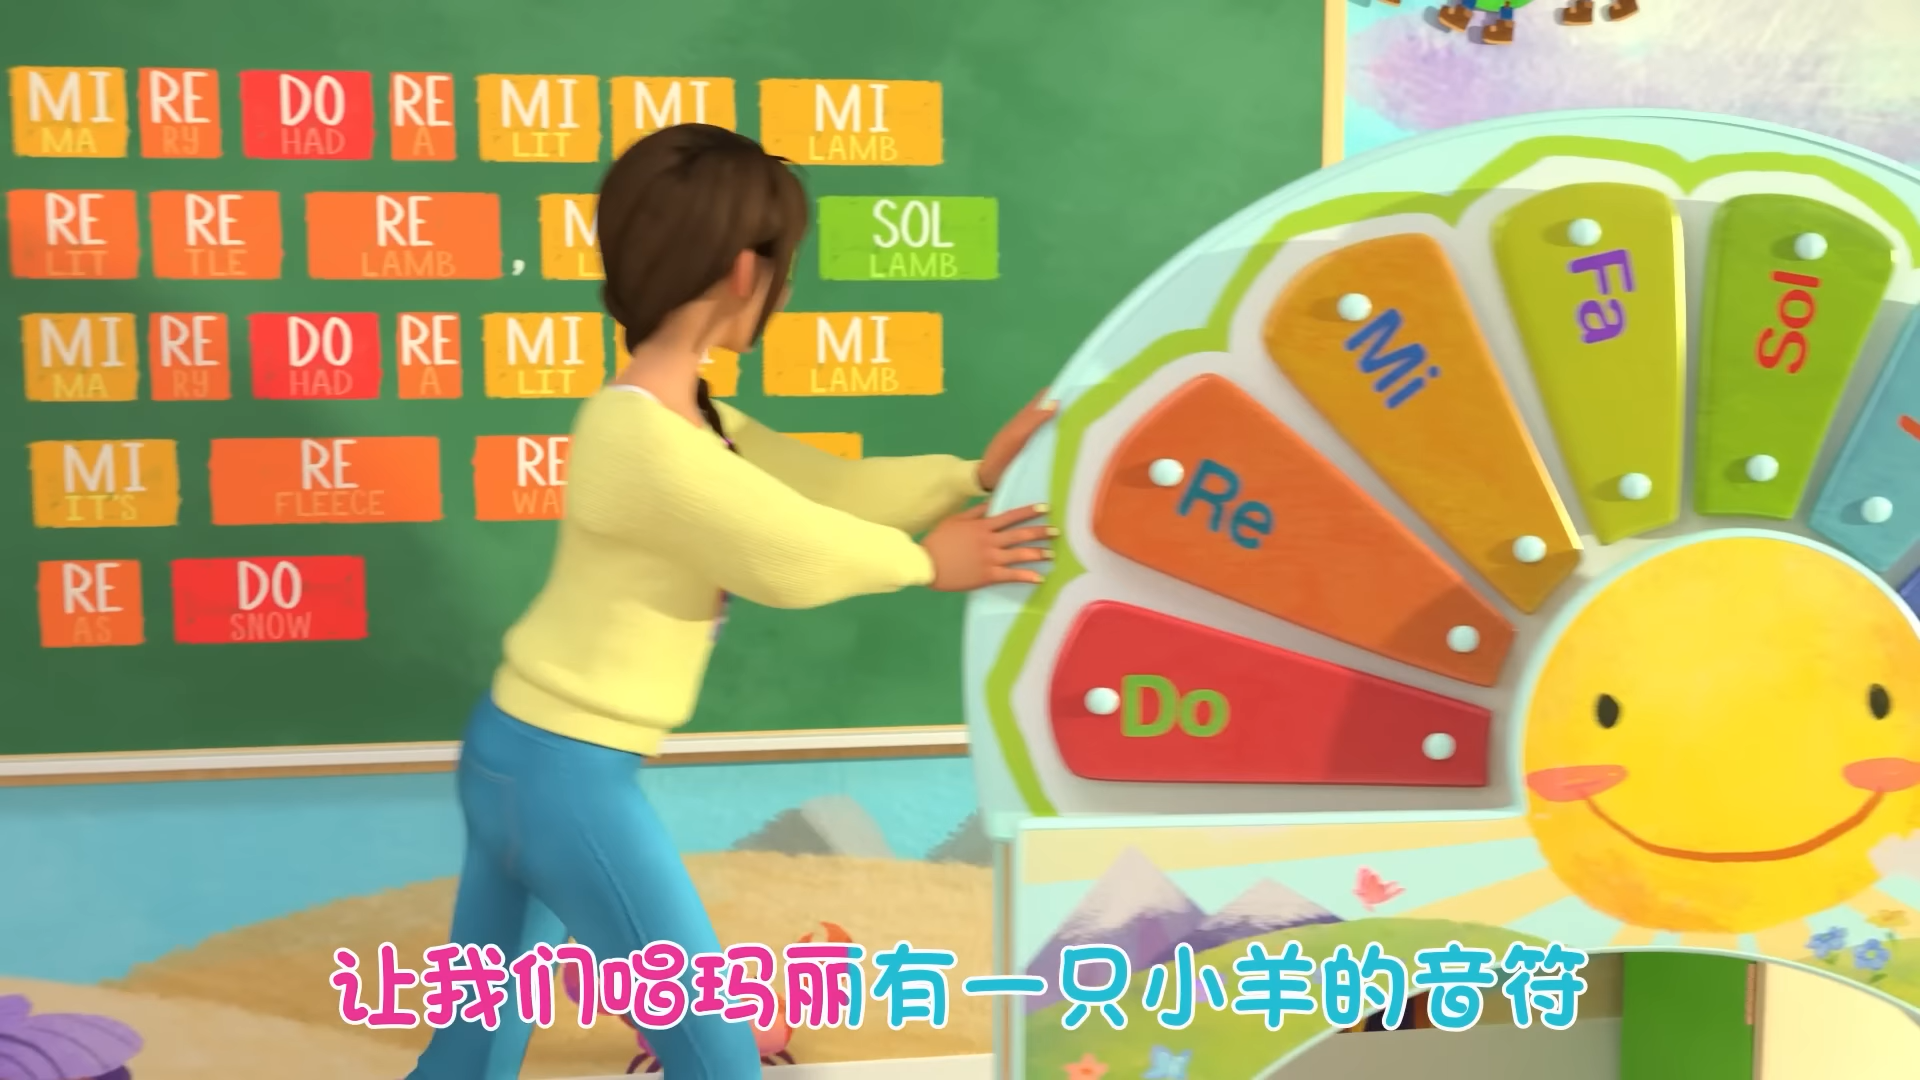 MI RE DO RE MI MI MI
MA RY HAD A LIT LAMB
RE RE RE , SOL
LIT TLE LAMB LAMB
MI RE DO RE MI MI
MA RY HAD A LIT LAMB
MI RE RE
IT'S FLEECE
RE DO
AS SNOW
Do
Re
Mi
Fa
Sol
让我们唱玛丽有一只小羊的音符